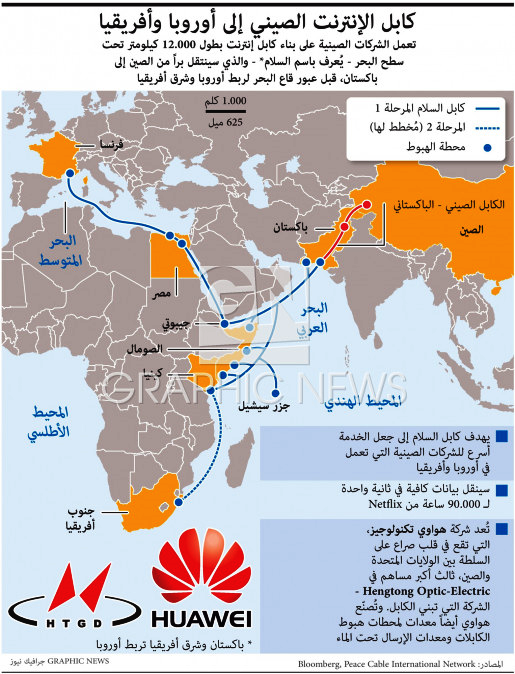 كابل الإنترنت الصيني إلى أوروبا وأفريقيا
تعمل الشركات الصينية على بناء كابل إنترنت بطول 12.000 كيلومتر تحت
سطح البحر - يُعرف باسم السلام* - والذي سينتقل براً من الصين إلى
باكستان، قبل عبور قاع البحر لربط أوروبا وشرق أفريقيا
1.000 كلم
625 ميل
كابل السلام المرحلة 1
المرحلة 2 (مُخطط لها)
محطة الهبوط
فرنسا
الكابل الصيني - الباكستاني
الصين
باكستان
البحر
المتوسط
مصر
البحر
العربي
جيبوتي
الصومال
كينيا
GRAPHIC NEWS
جزر سيشيل
المحيط الهندي
المحيط
الأطلسي
جنوب
أفريقيا
يهدف كابل السلام إلى جعل الخدمة
أسرع للشركات الصينية التي تعمل
في أوروبا وأفريقيا
سينقل بيانات كافية في ثانية واحدة
لـ 90.000 ساعة من Netflix
تُعد شركة هواوي تكنولوجيز،
التي تقع في قلب صراع على
السلطة بين الولايات المتحدة
والصين، ثالث أكبر مساهم في
Hengtong Optic-Electric -
الشركة التي تبني الكابل. وتُصنّع
هواوي أيضاً معدات لمحطات هبوط
الكابلات ومعدات الإرسال تحت الماء
HTGD
HUAWEI
* باكستان وشرق أفريقيا تربط أوروبا
المصادر: Bloomberg, Peace Cable International Network
GRAPHIC NEWS جرافيك نيوز